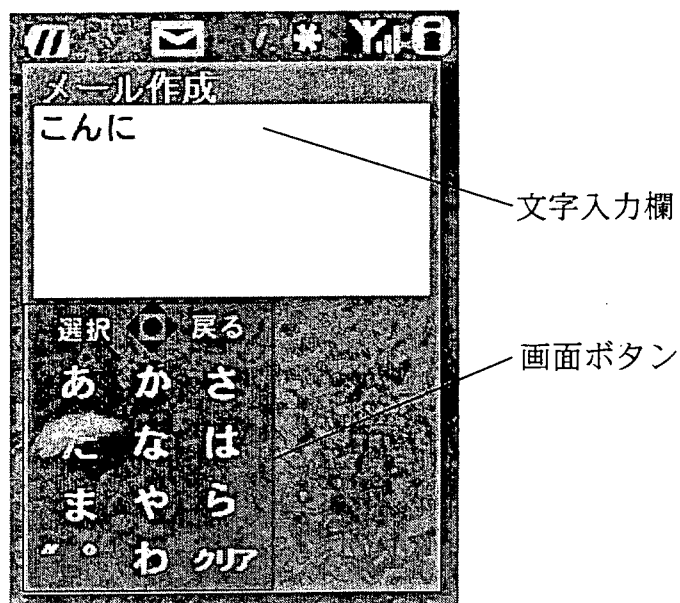 メール作成
こんに
文字入力欄
選択 戻る
画面ボタン
あ か さ
た な は
ま や ら
゛ ゜ わ クリア